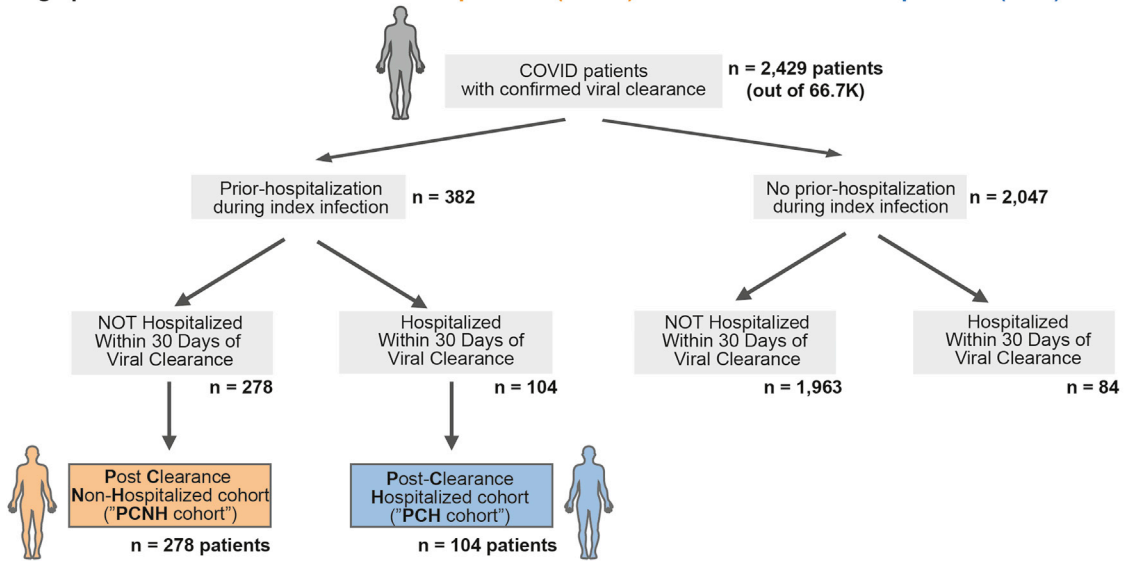 COVID patients
with confirmed viral clearance
n = 2,429 patients
(out of 66.7K)
Prior-hospitalization
during index infection
n = 382
No prior-hospitalization
during index infection
n = 2,047
NOT Hospitalized
Within 30 Days of
Viral Clearance
n = 278
Hospitalized
Within 30 Days of
Viral Clearance
n = 104
NOT Hospitalized
Within 30 Days of
Viral Clearance
n = 1,963
Hospitalized
Within 30 Days of
Viral Clearance
n = 84
Post Clearance
Non-Hospitalized cohort
("PCNH cohort")
n = 278 patients
Post-Clearance
Hospitalized cohort
("PCH cohort")
n = 104 patients